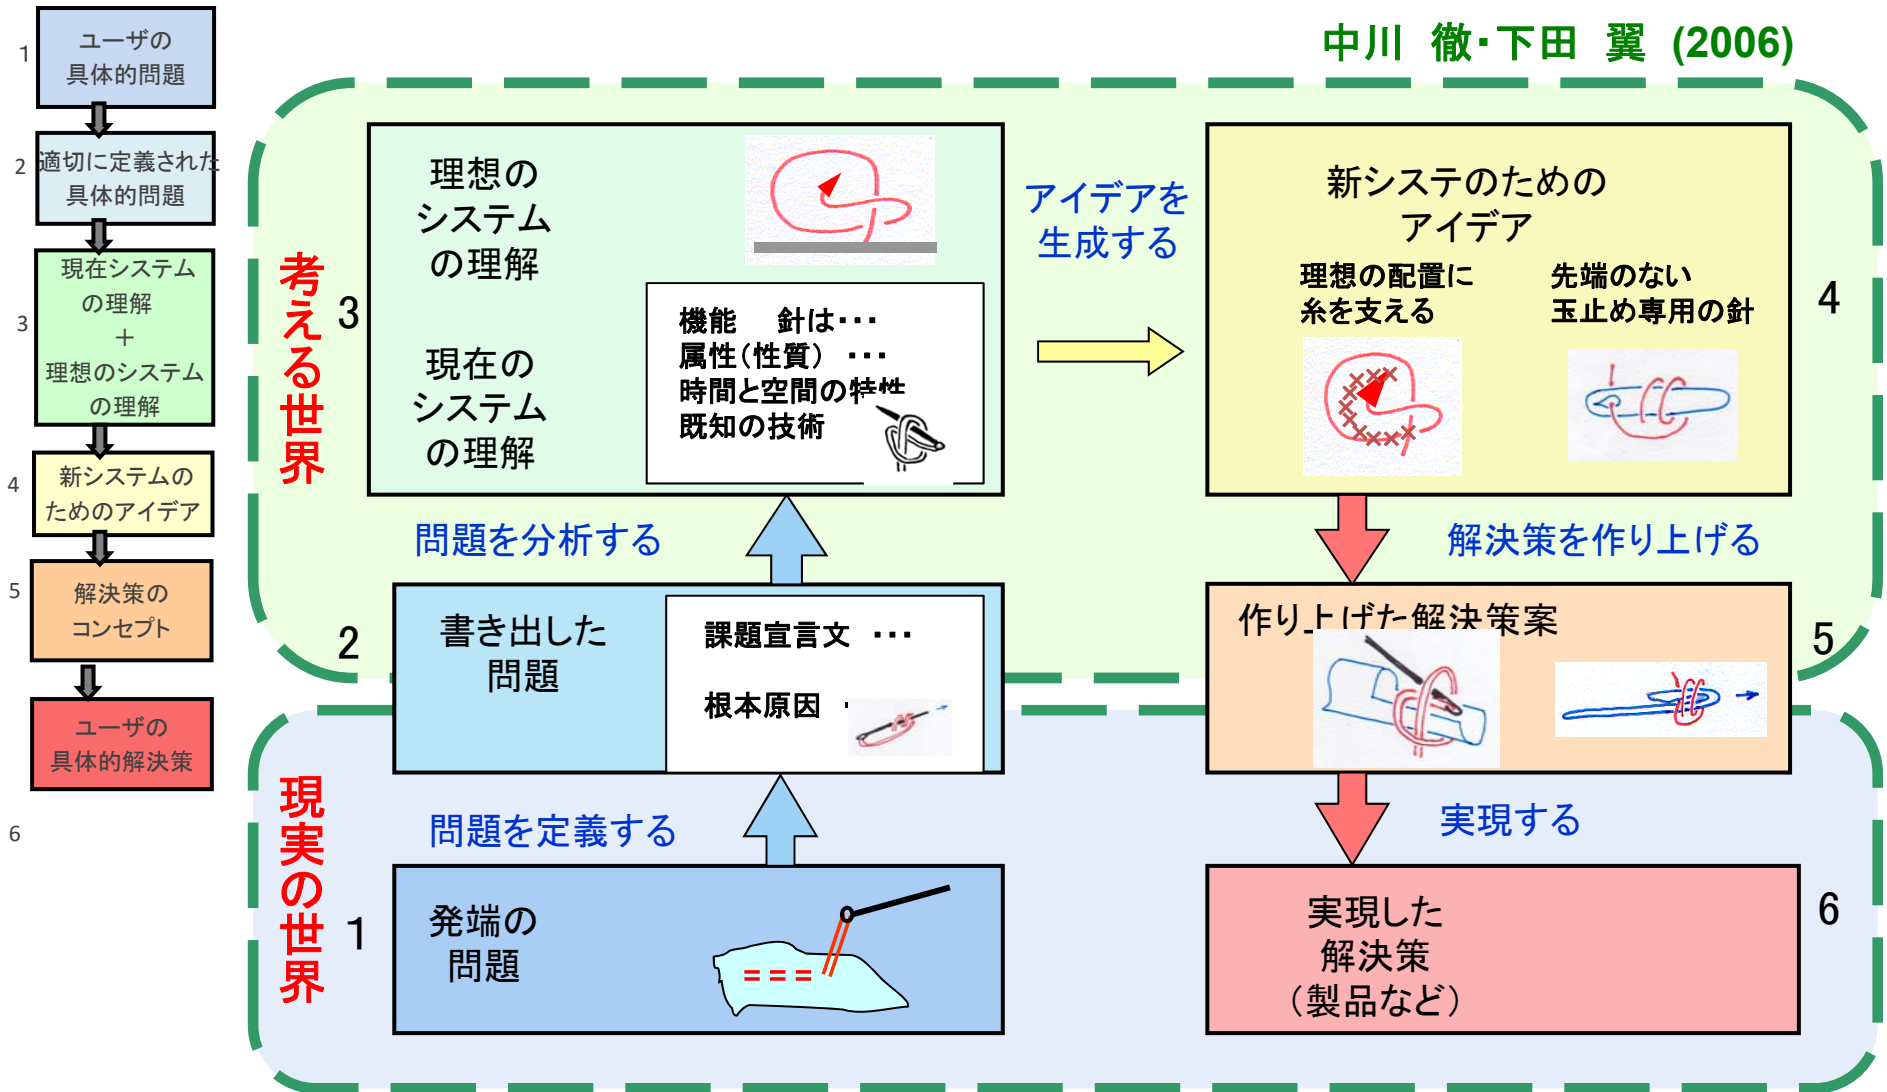 1
ユーザの
具体的問題
2
適切に定義された
具体的問題
3
現在システム
の理解
+
理想のシステム
の理解
4
新システムの
ためのアイデア
5
解決策の
コンセプト
ユーザの
具体的解決策
6
中川 徹・下田 翼 (2006)
考える世界
3
理想の
システム
の理解
現在の
システム
の理解
機能 針は・・・
属性(性質) ・・・
時間と空間の特性
既知の技術
アイデアを
生成する
新システのための
アイデア
理想の配置に
糸を支える
先端のない
玉止め専用の針
4
問題を分析する
解決策を作り上げる
2
書き出した
問題
課題宣言文 ・・・
根本原因 ・
作り上げた解決策案
5
現実の世界
問題を定義する
実現する
1
発端の
問題
実現した
解決策
(製品など)
6